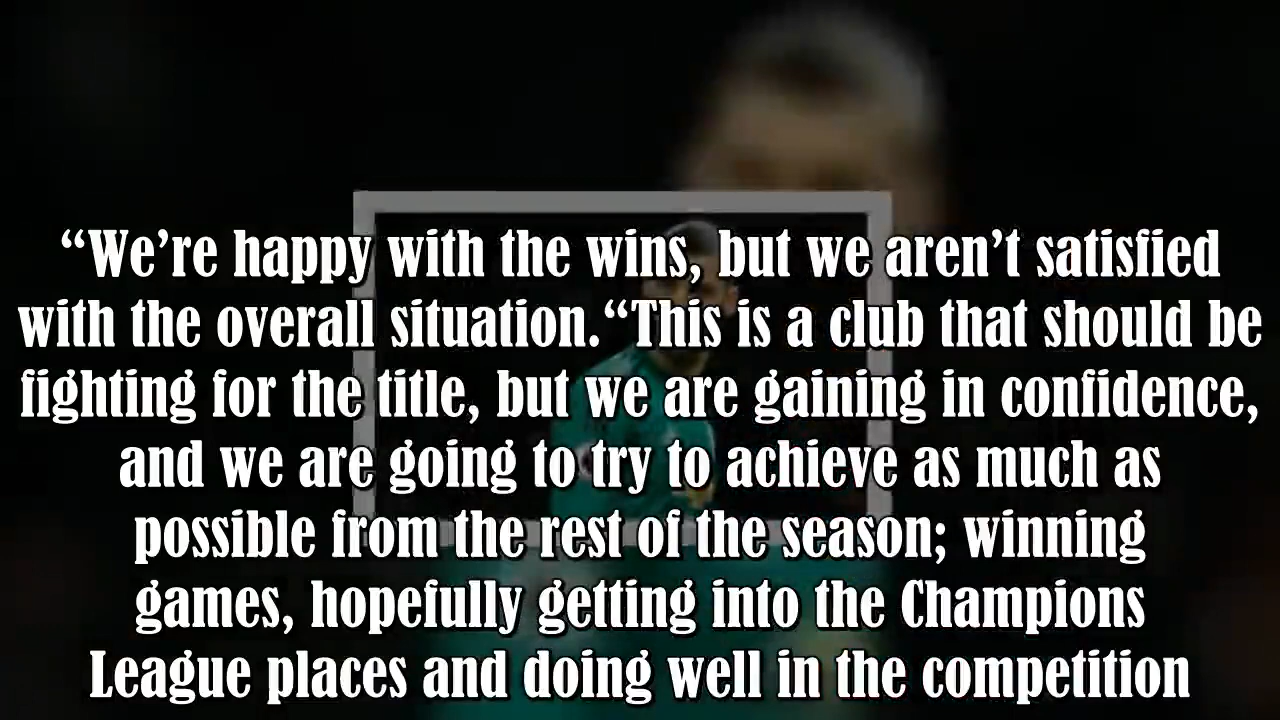 “We’re happy with the wins, but we aren’t satisfied
with the overall situation.“This is a club that should be
fighting for the title, but we are gaining in confidence,
and we are going to try to achieve as much as
possible from the rest of the season; winning
games, hopefully getting into the Champions
League places and doing well in the competition